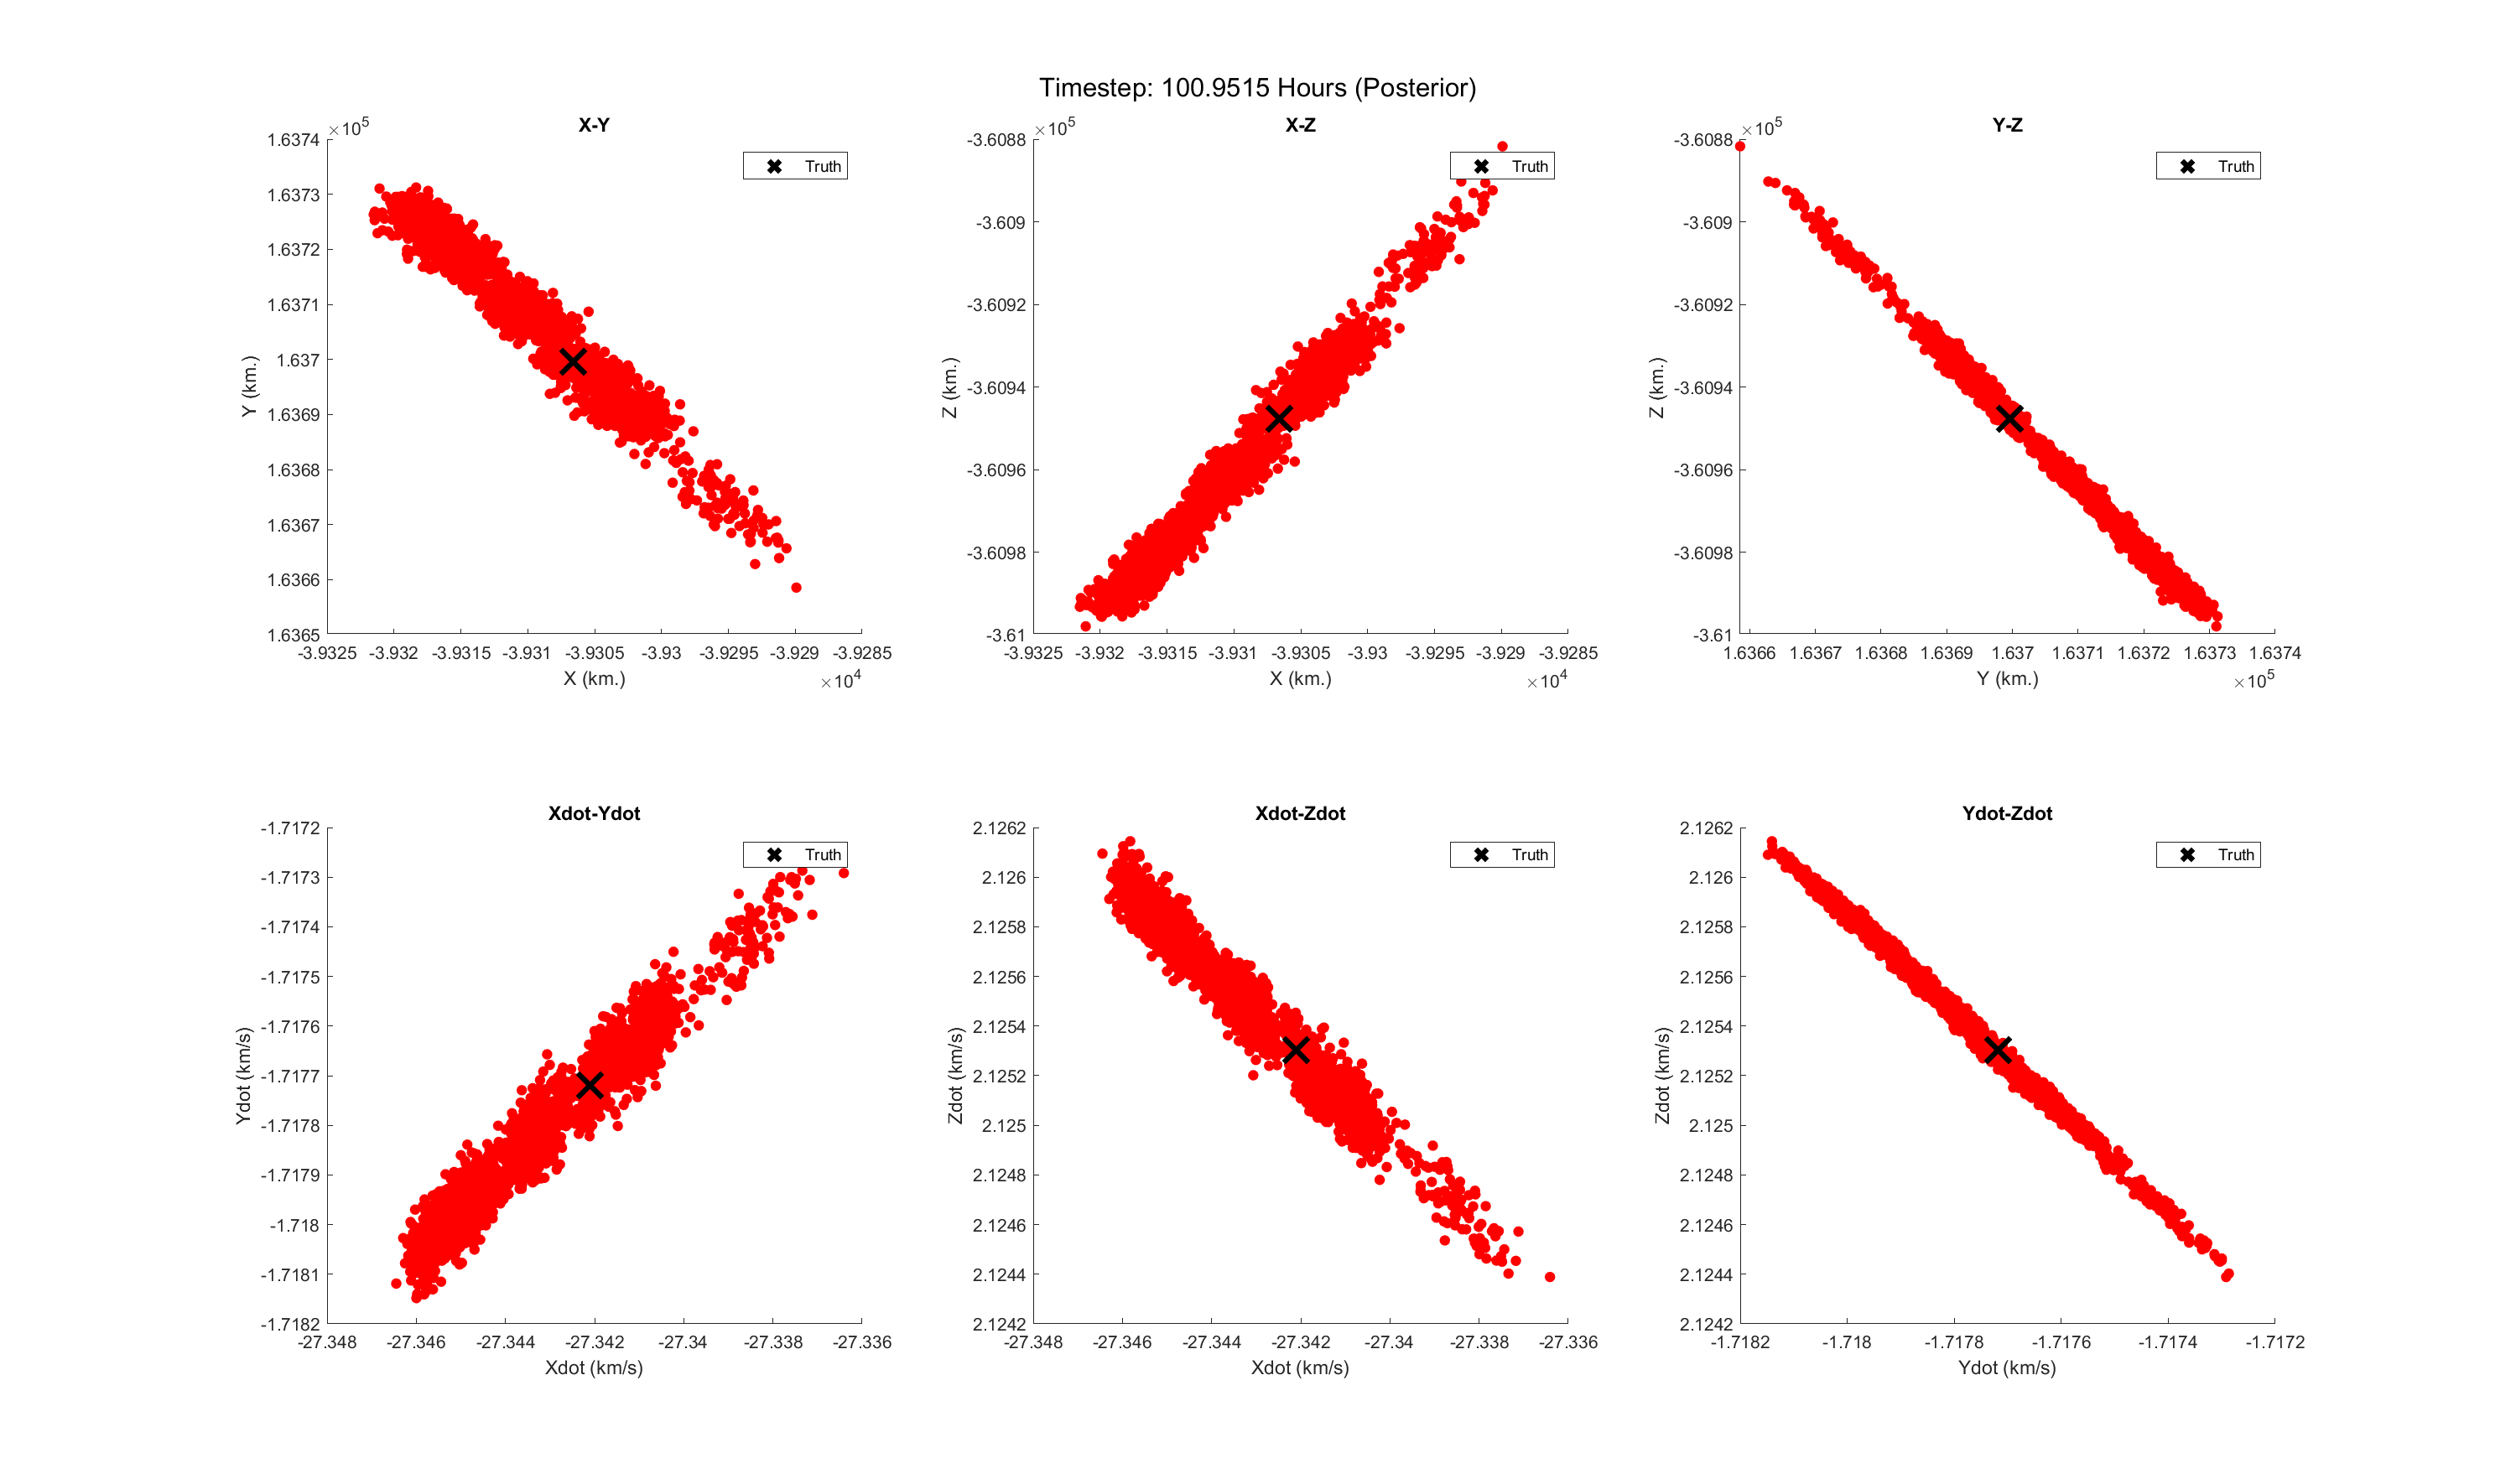 Timestep: 100.9515 Hours (Posterior)
X-Y
×10^5
1.6374
1.6373
1.6372
1.6371
1.637
1.6369
1.6368
1.6367
1.6366
1.6365
Y (km.)
Truth
-3.9325 -3.932 -3.9315 -3.931 -3.9305 -3.93 -3.9295 -3.929 -3.9285
X (km.)
×10^4
X-Z
×10^5
-3.6088
-3.609
-3.6092
-3.6094
-3.6096
-3.6098
-3.61
Z (km.)
Truth
-3.9325 -3.932 -3.9315 -3.931 -3.9305 -3.93 -3.9295 -3.929 -3.9285
X (km.)
×10^4
Y-Z
×10^5
-3.6088
-3.609
-3.6092
-3.6094
-3.6096
-3.6098
-3.61
Z (km.)
Truth
1.6366 1.6367 1.6368 1.6369 1.637 1.6371 1.6372 1.6373 1.6374
Y (km.)
×10^5
Xdot-Ydot
-1.7172
-1.7173
-1.7174
-1.7175
-1.7176
-1.7177
-1.7178
-1.7179
-1.718
-1.7181
-1.7182
Ydot (km/s)
Truth
-27.348 -27.346 -27.344 -27.342 -27.34 -27.338 -27.336
Xdot (km/s)
Xdot-Zdot
2.1262
2.126
2.1258
2.1256
2.1254
2.1252
2.125
2.1248
2.1246
2.1244
2.1242
Zdot (km/s)
Truth
-27.348 -27.346 -27.344 -27.342 -27.34 -27.338 -27.336
Xdot (km/s)
Ydot-Zdot
2.1262
2.126
2.1258
2.1256
2.1254
2.1252
2.125
2.1248
2.1246
2.1244
2.1242
Zdot (km/s)
Truth
-1.7182 -1.718 -1.7178 -1.7176 -1.7174 -1.7172
Ydot (km/s)